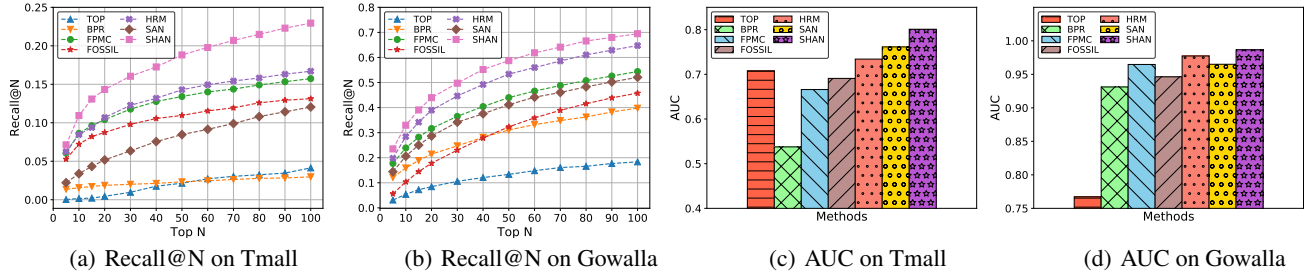 TOP
BPR
FPMC
FOSSIL
HRM
SAN
SHAN
0.25
0.20
0.15
0.10
0.05
0.00
Recall@N
0 10 20 30 40 50 60 70 80 90 100
Top N
(a) Recall@N on Tmall
TOP
BPR
FPMC
FOSSIL
HRM
SAN
SHAN
0.8
0.7
0.6
0.5
0.4
0.3
0.2
0.1
0.0
Recall@N
0 10 20 30 40 50 60 70 80 90 100
Top N
(b) Recall@N on Gowalla
TOP
BPR
FPMC
FOSSIL
HRM
SAN
SHAN
0.8
0.7
0.6
0.5
0.4
AUC
Methods
(c) AUC on Tmall
TOP
BPR
FPMC
FOSSIL
HRM
SAN
SHAN
1.00
0.95
0.90
0.85
0.80
0.75
AUC
Methods
(d) AUC on Gowalla